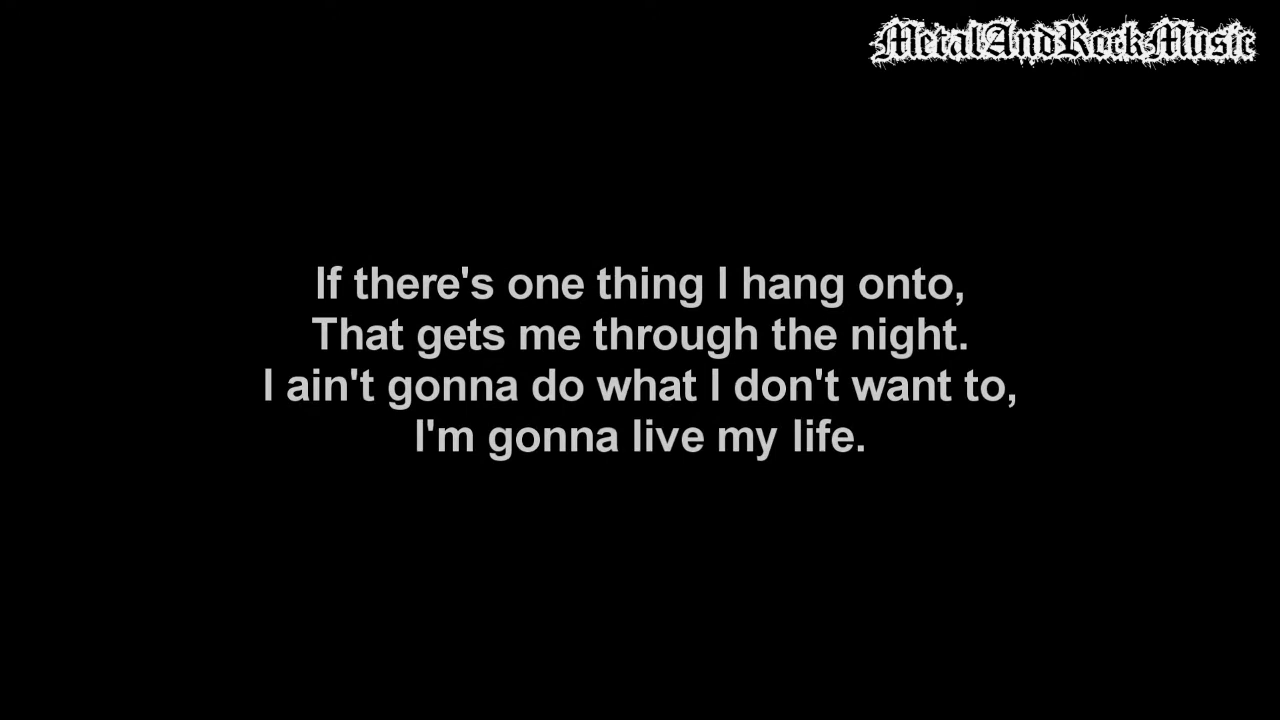 MetalAndRockMusic
If there's one thing I hang onto,
That gets me through the night.
I ain't gonna do what I don't want to,
I'm gonna live my life.